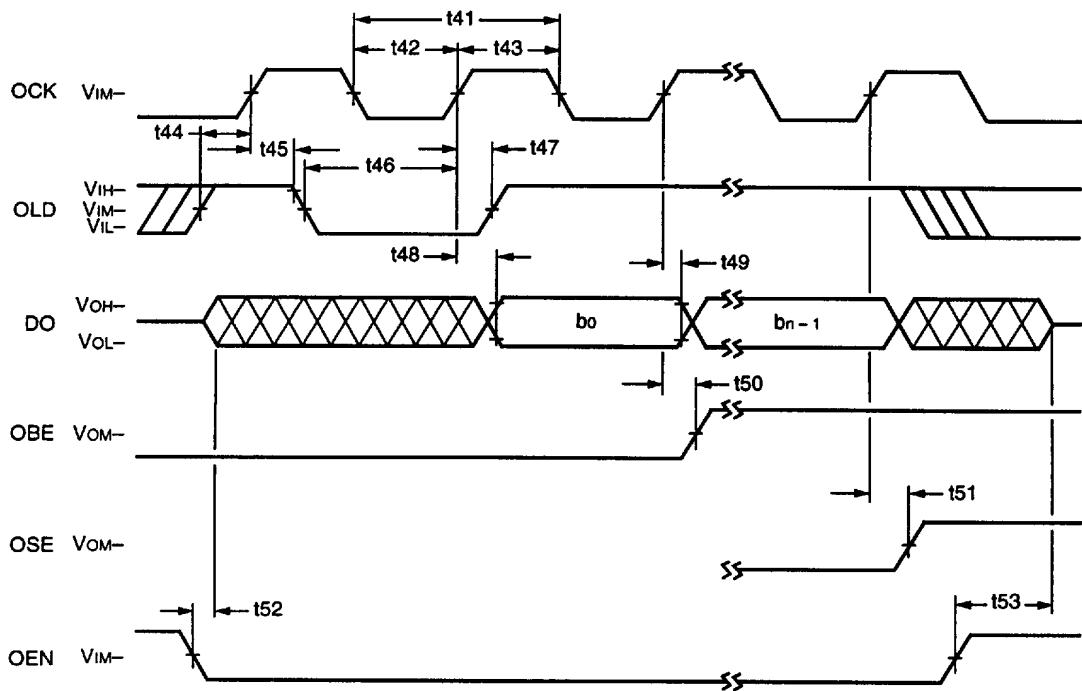 t41
t42 t43
OCK VIM–
t44
t45 t46 t47
VIH–
OLD VIM–
VIL–
t48 t49
VOH–
DO b0 bn – 1
VOL–
t50
OBE VOM–
t51
OSE VOM–
t52 t53
OEN VIM–